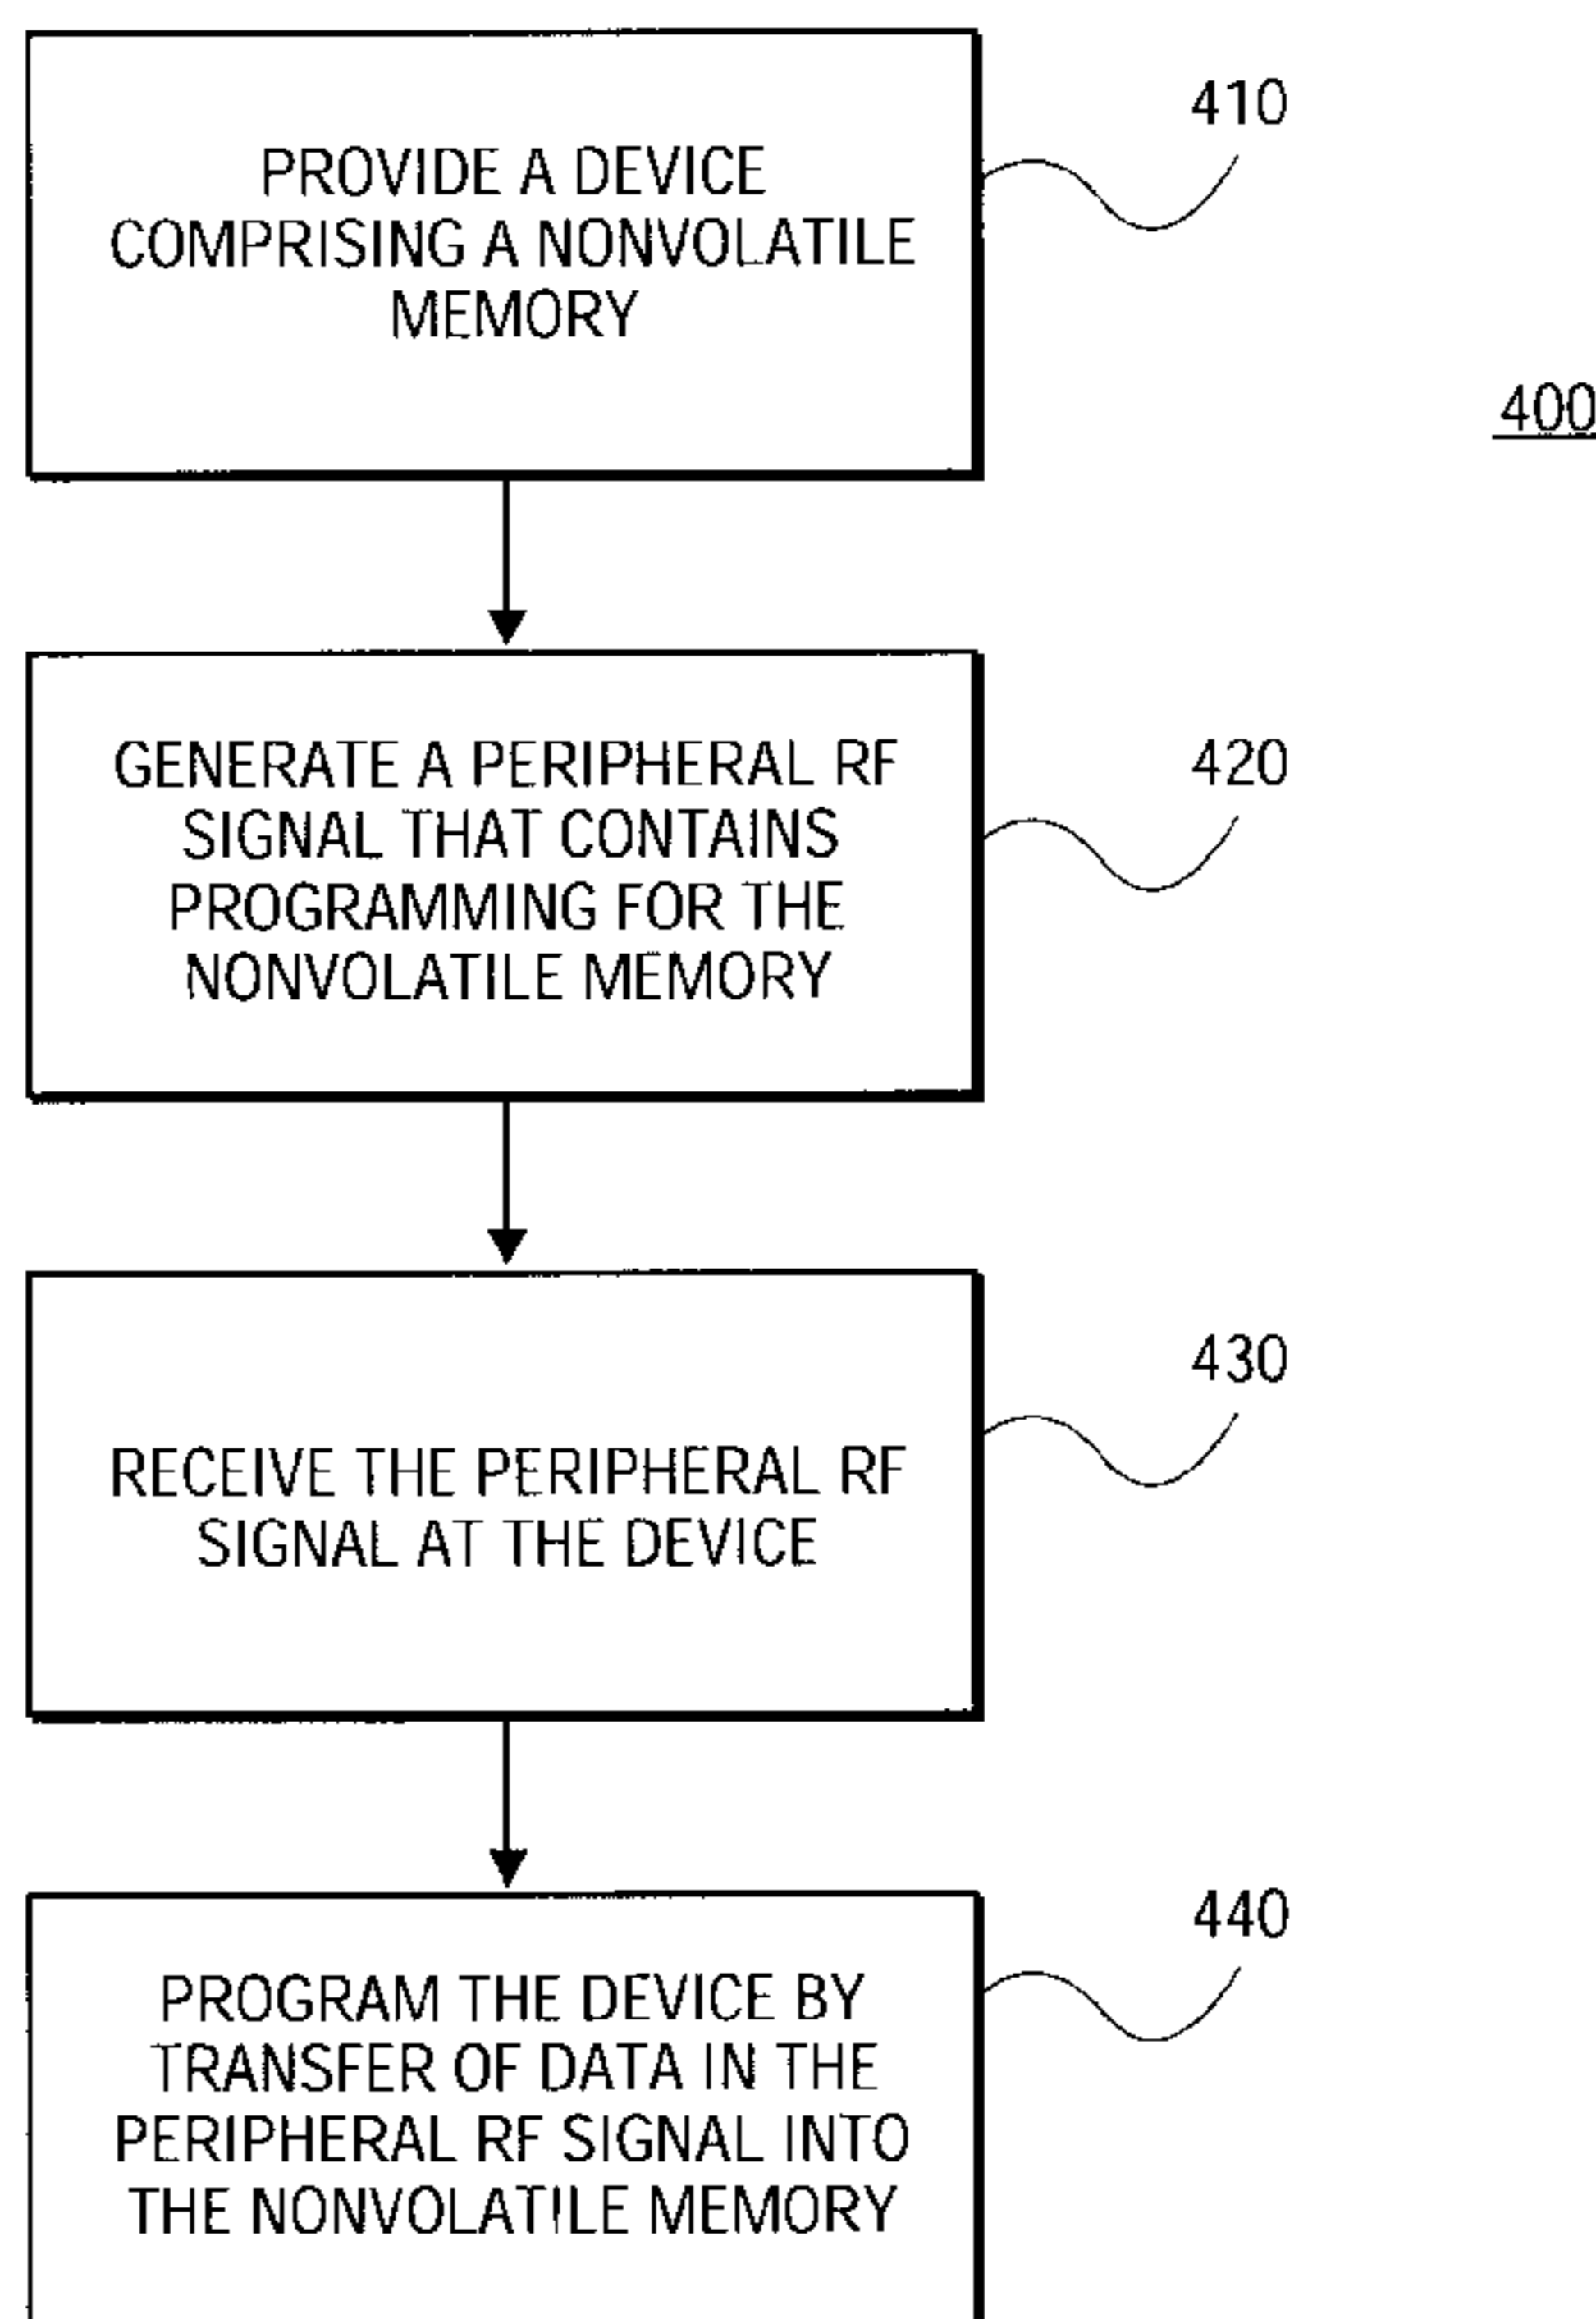 410
PROVIDE A DEVICE
COMPRISING A NONVOLATILE
MEMORY
400
420
GENERATE A PERIPHERAL RF
SIGNAL THAT CONTAINS
PROGRAMMING FOR THE
NONVOLATILE MEMORY
430
RECEIVE THE PERIPHERAL RF
SIGNAL AT THE DEVICE
440
PROGRAM THE DEVICE BY
TRANSFER OF DATA IN THE
PERIPHERAL RF SIGNAL INTO
THE NONVOLATILE MEMORY